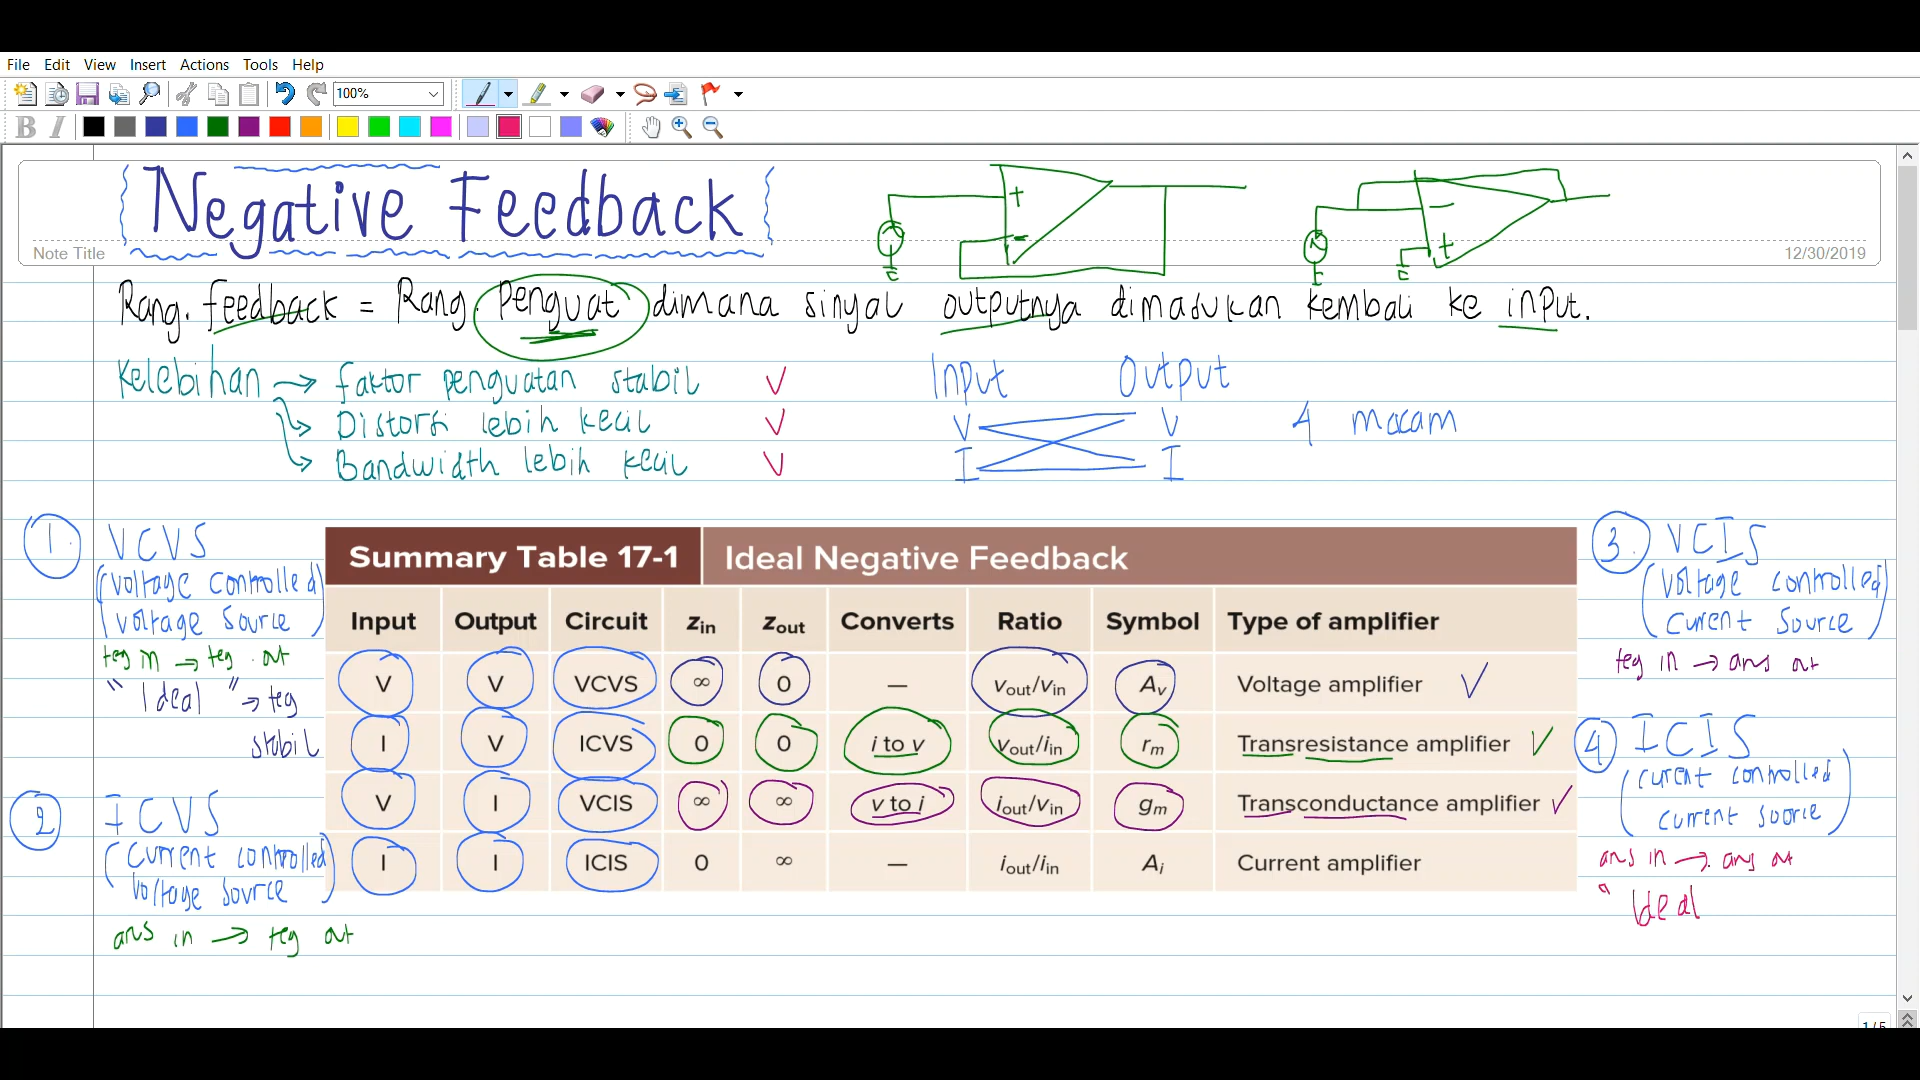 File Edit View Insert Actions Tools Help
100%
Negative Feedback
Note Title
12/30/2019
+
-
-
+
Rang. feedback = Rang. penguat dimana sinyal outputnya dimasukan kembali ke input.
Kelebihan → faktor penguatan stabil V
→ Distorsi lebih kecil V
→ Bandwidth lebih kecil V
Input Output
V V
I I
4 macam
1. VCVS
(Voltage controlled
voltage source)
teg in → teg out
"Ideal" → teg
stabil
2 ICVS
(Current controlled
Voltage source)
arus in → teg out
Summary Table 17-1 Ideal Negative Feedback
Input Output Circuit zin zout Converts Ratio Symbol Type of amplifier
V V VCVS ∞ 0 — vout/vin Av Voltage amplifier
I V ICVS 0 0 i to v vout/iin rm Transresistance amplifier
V I VCIS ∞ ∞ v to i iout/vin gm Transconductance amplifier
I I ICIS 0 ∞ — iout/iin Ai Current amplifier
3. VCIS
(Voltage controlled
Curent Source)
teg in → arus out
4 ICIS
(Curent controlled
current source)
arus in → arus out
" Ideal
1/5